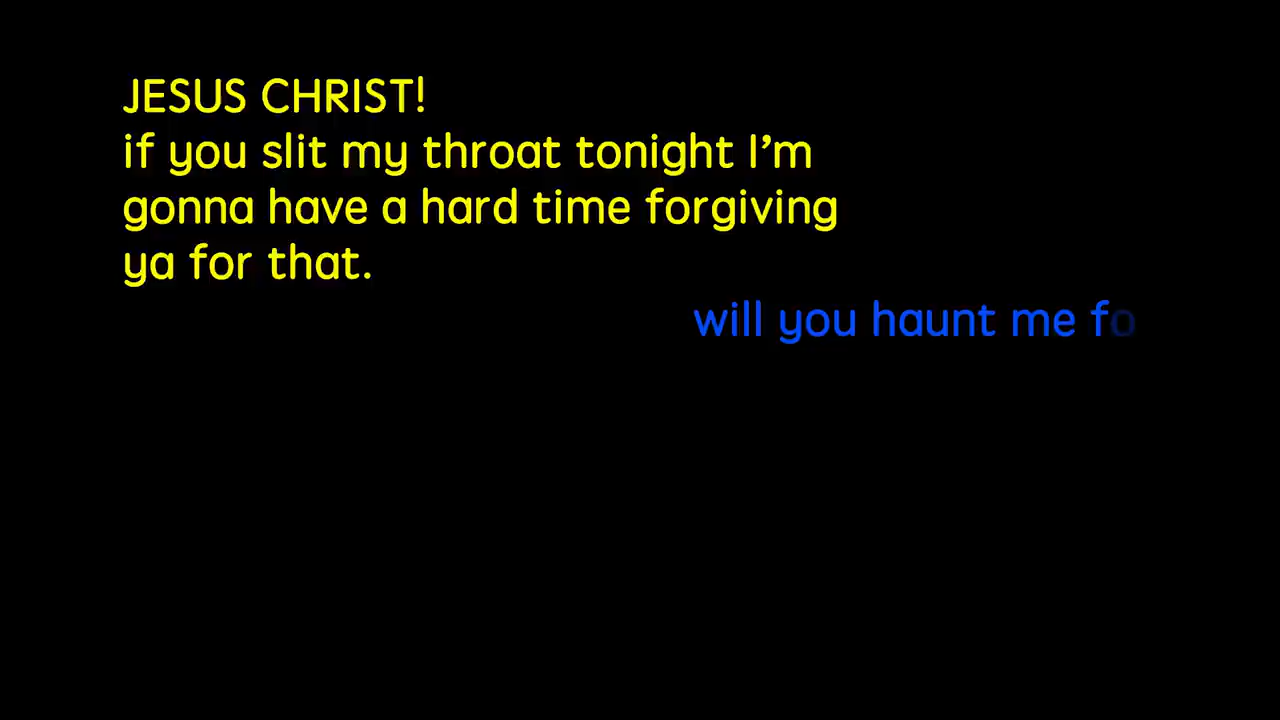 JESUS CHRIST!
if you slit my throat tonight I’m
gonna have a hard time forgiving
ya for that.
will you haunt me fo